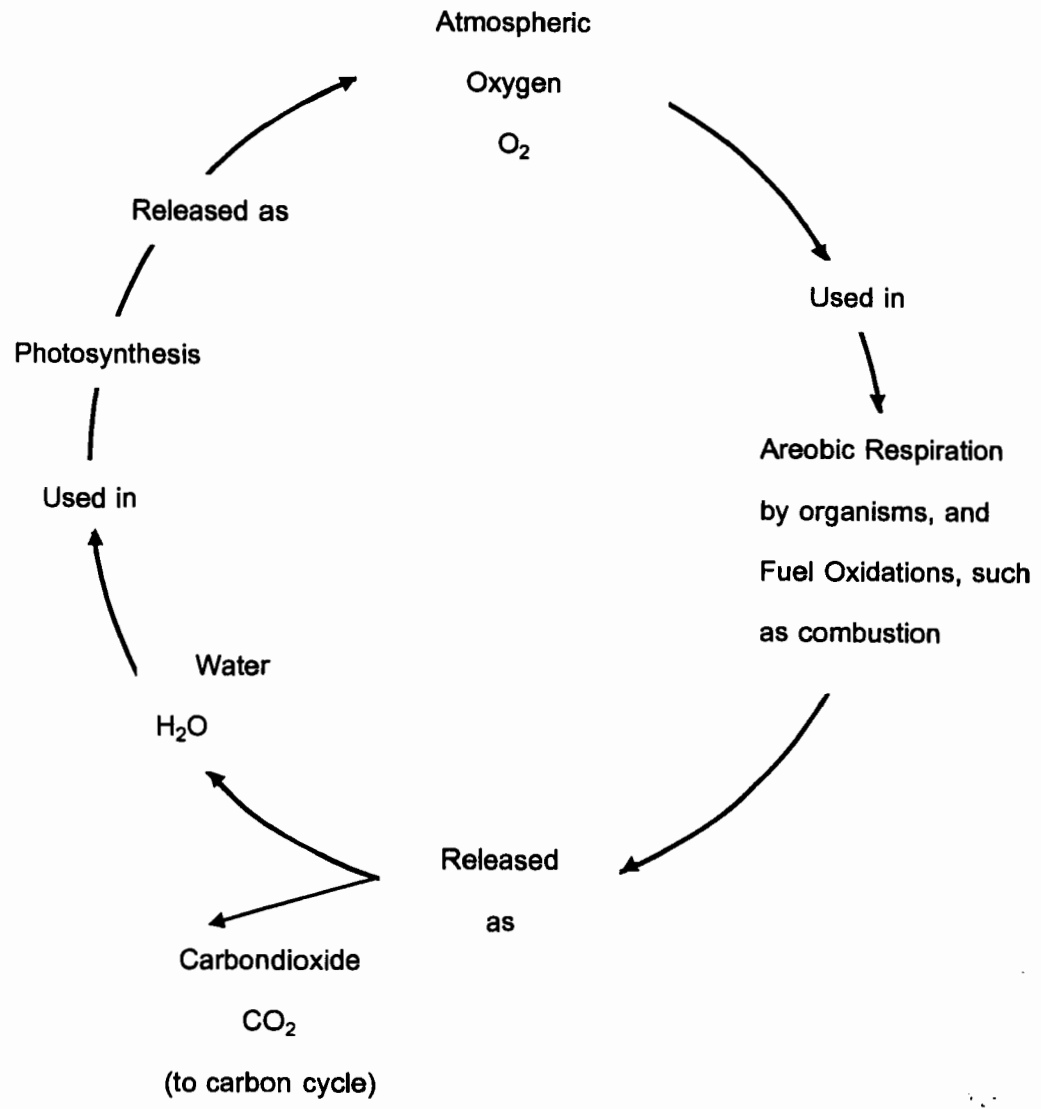 Atmospheric
Oxygen
O₂
Used in
Areobic Respiration
by organisms, and
Fuel Oxidations, such
as combustion
Released
as
Carbondioxide
CO₂
(to carbon cycle)
Water
H₂O
Used in
Photosynthesis
Released as